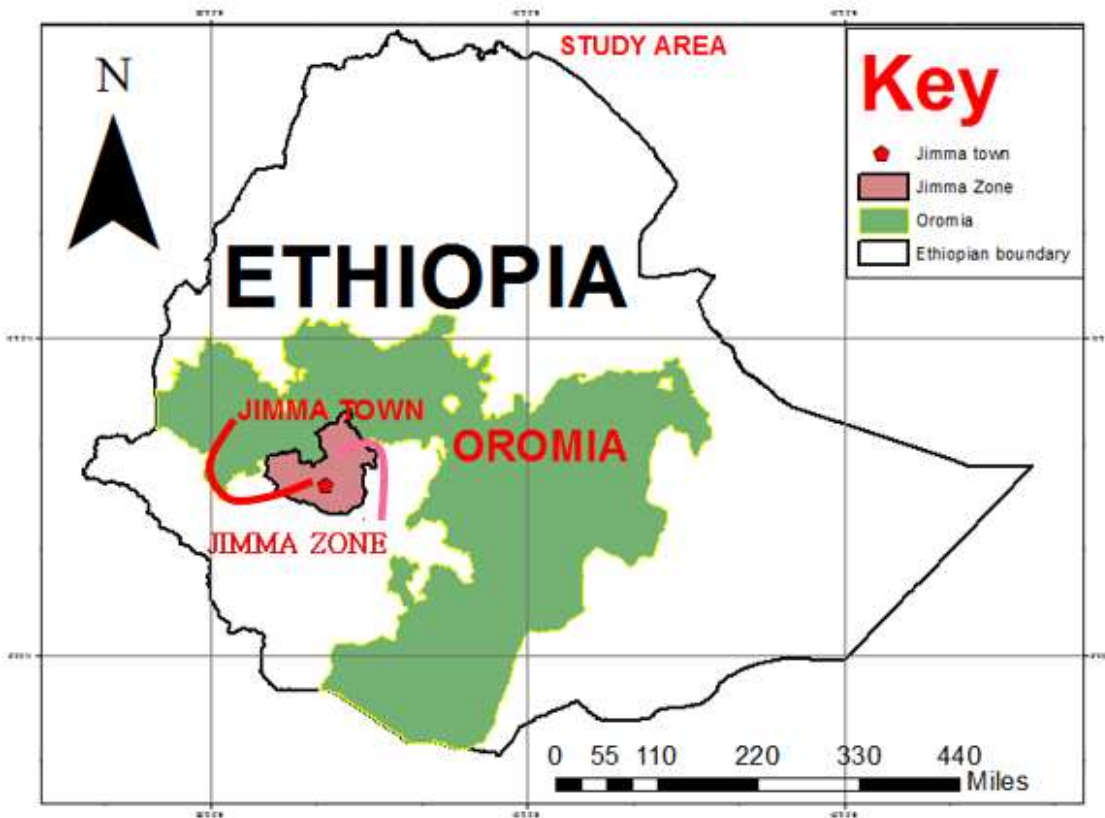 STUDY AREA
N
Key
Jimma town
Jimma Zone
Oromia
Ethiopian boundary
ETHIOPIA
JIMMA TOWN
OROMIA
JIMMA ZONE
0 55 110 220 330 440
Miles